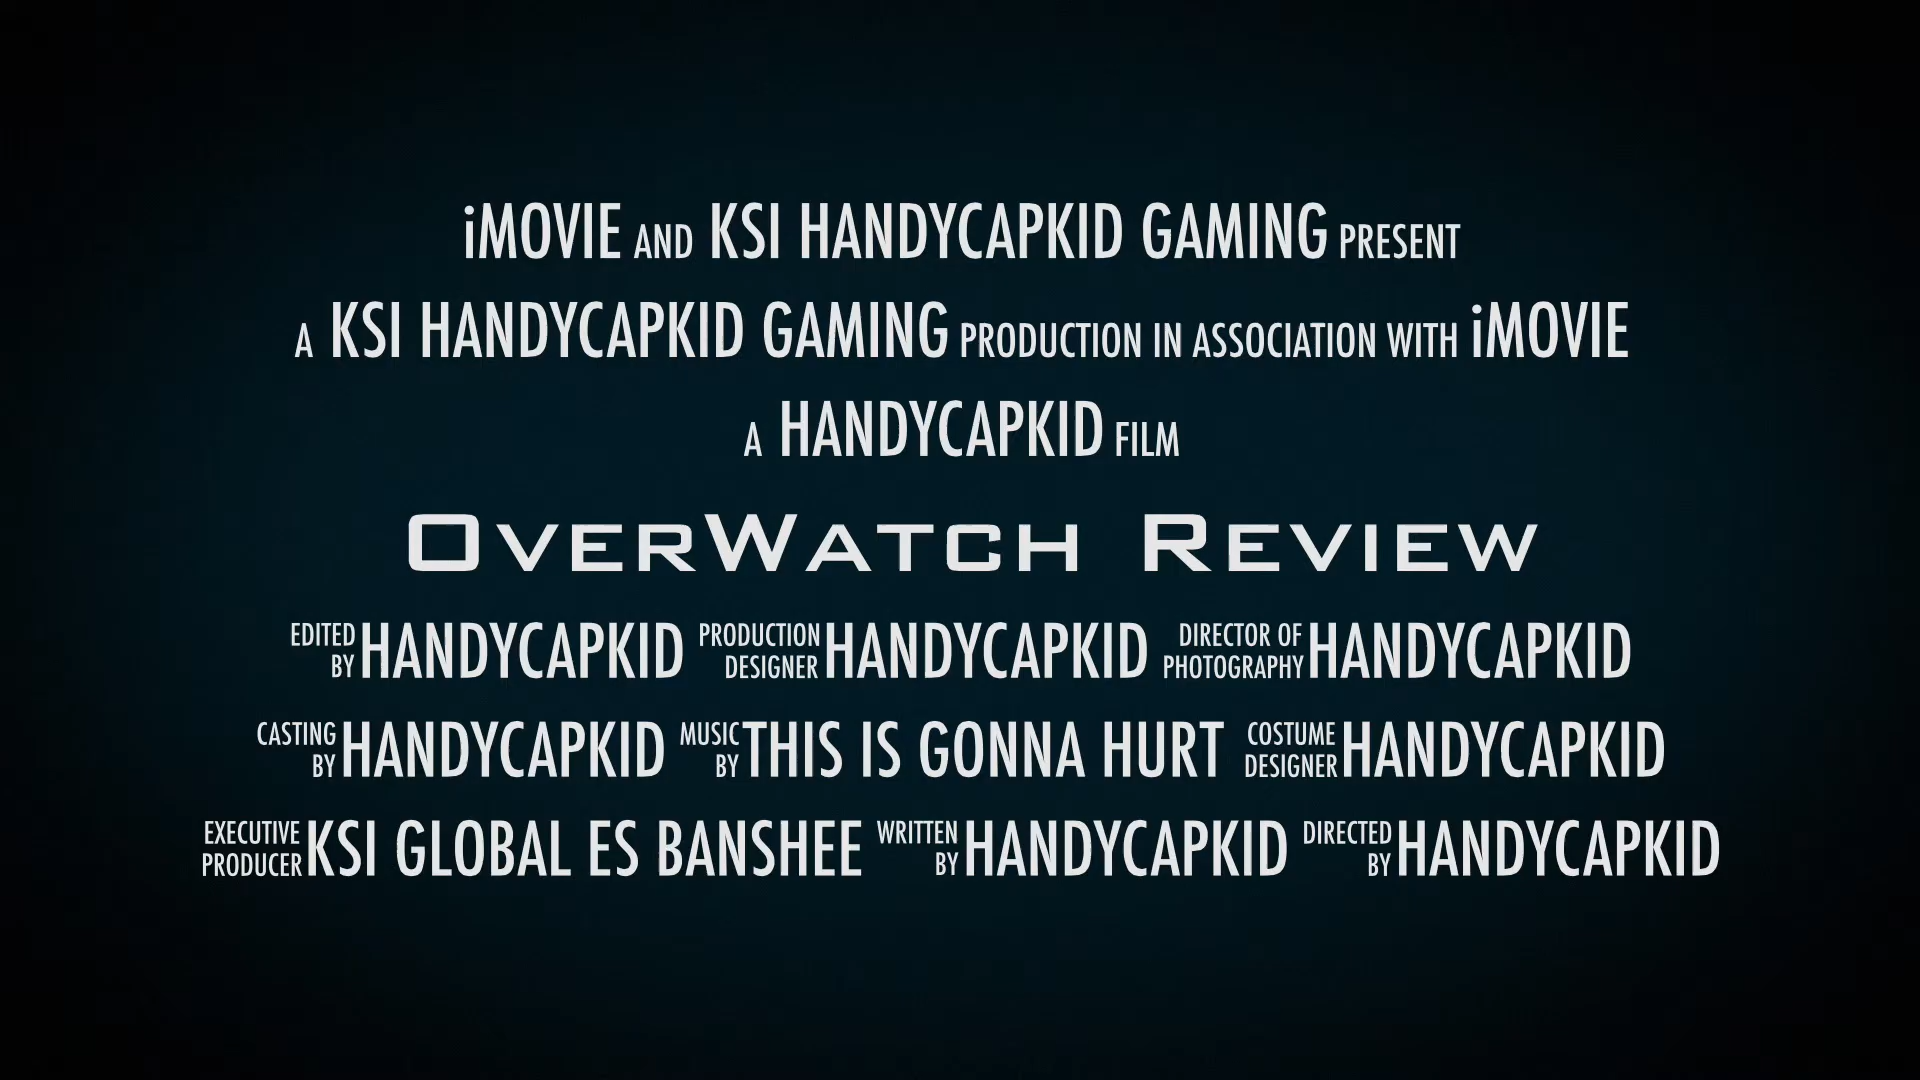 iMOVIE AND KSI HANDYCAPKID GAMING PRESENT
A KSI HANDYCAPKID GAMING PRODUCTION IN ASSOCIATION WITH iMOVIE
A HANDYCAPKID FILM
OVERWATCH REVIEW
EDITED BY HANDYCAPKID PRODUCTION DESIGNER HANDYCAPKID DIRECTOR OF PHOTOGRAPHY HANDYCAPKID
CASTING BY HANDYCAPKID MUSIC BY THIS IS GONNA HURT COSTUME DESIGNER HANDYCAPKID
EXECUTIVE PRODUCER KSI GLOBAL ES BANSHEE WRITTEN BY HANDYCAPKID DIRECTED BY HANDYCAPKID